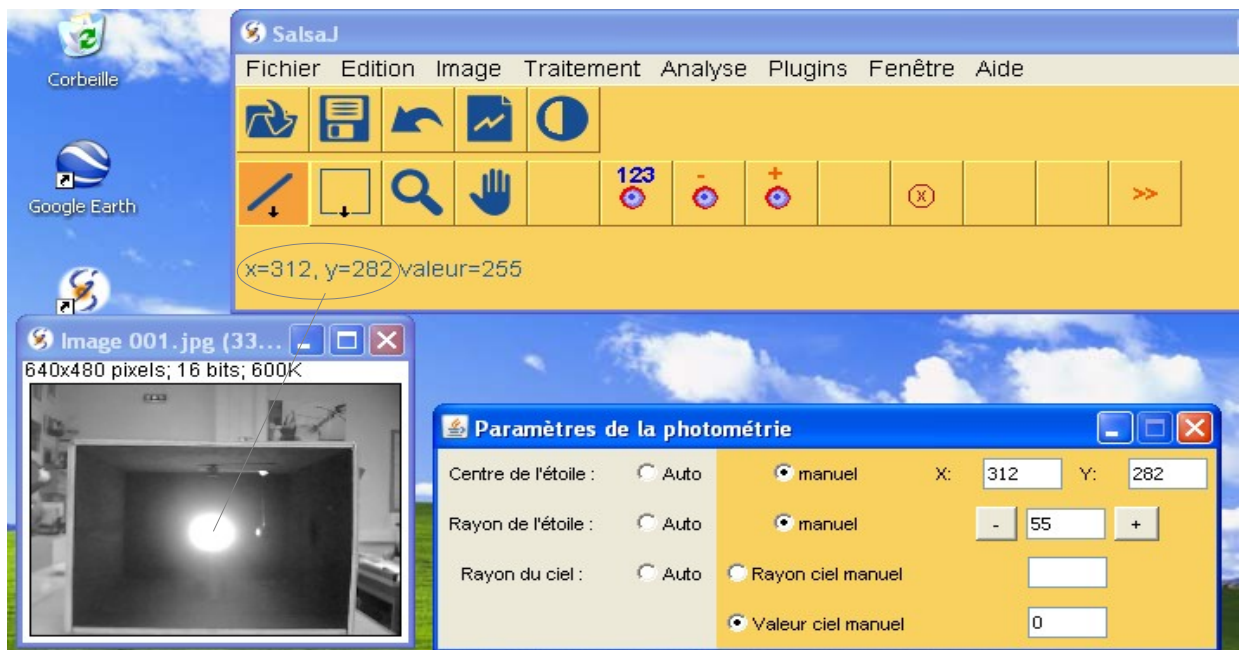 Corbeille
Google Earth
SalsaJ
Fichier Edition Image Traitement Analyse Plugins Fenêtre Aide
123
- +
x
>>
x=312, y=282 valeur=255
Image 001.jpg (33...
640x480 pixels; 16 bits; 600K
Paramètres de la photométrie
Centre de l'étoile : Auto manuel X: 312 Y: 282
Rayon de l'étoile : Auto manuel - 55 +
Rayon du ciel : Auto Rayon ciel manuel
Valeur ciel manuel 0